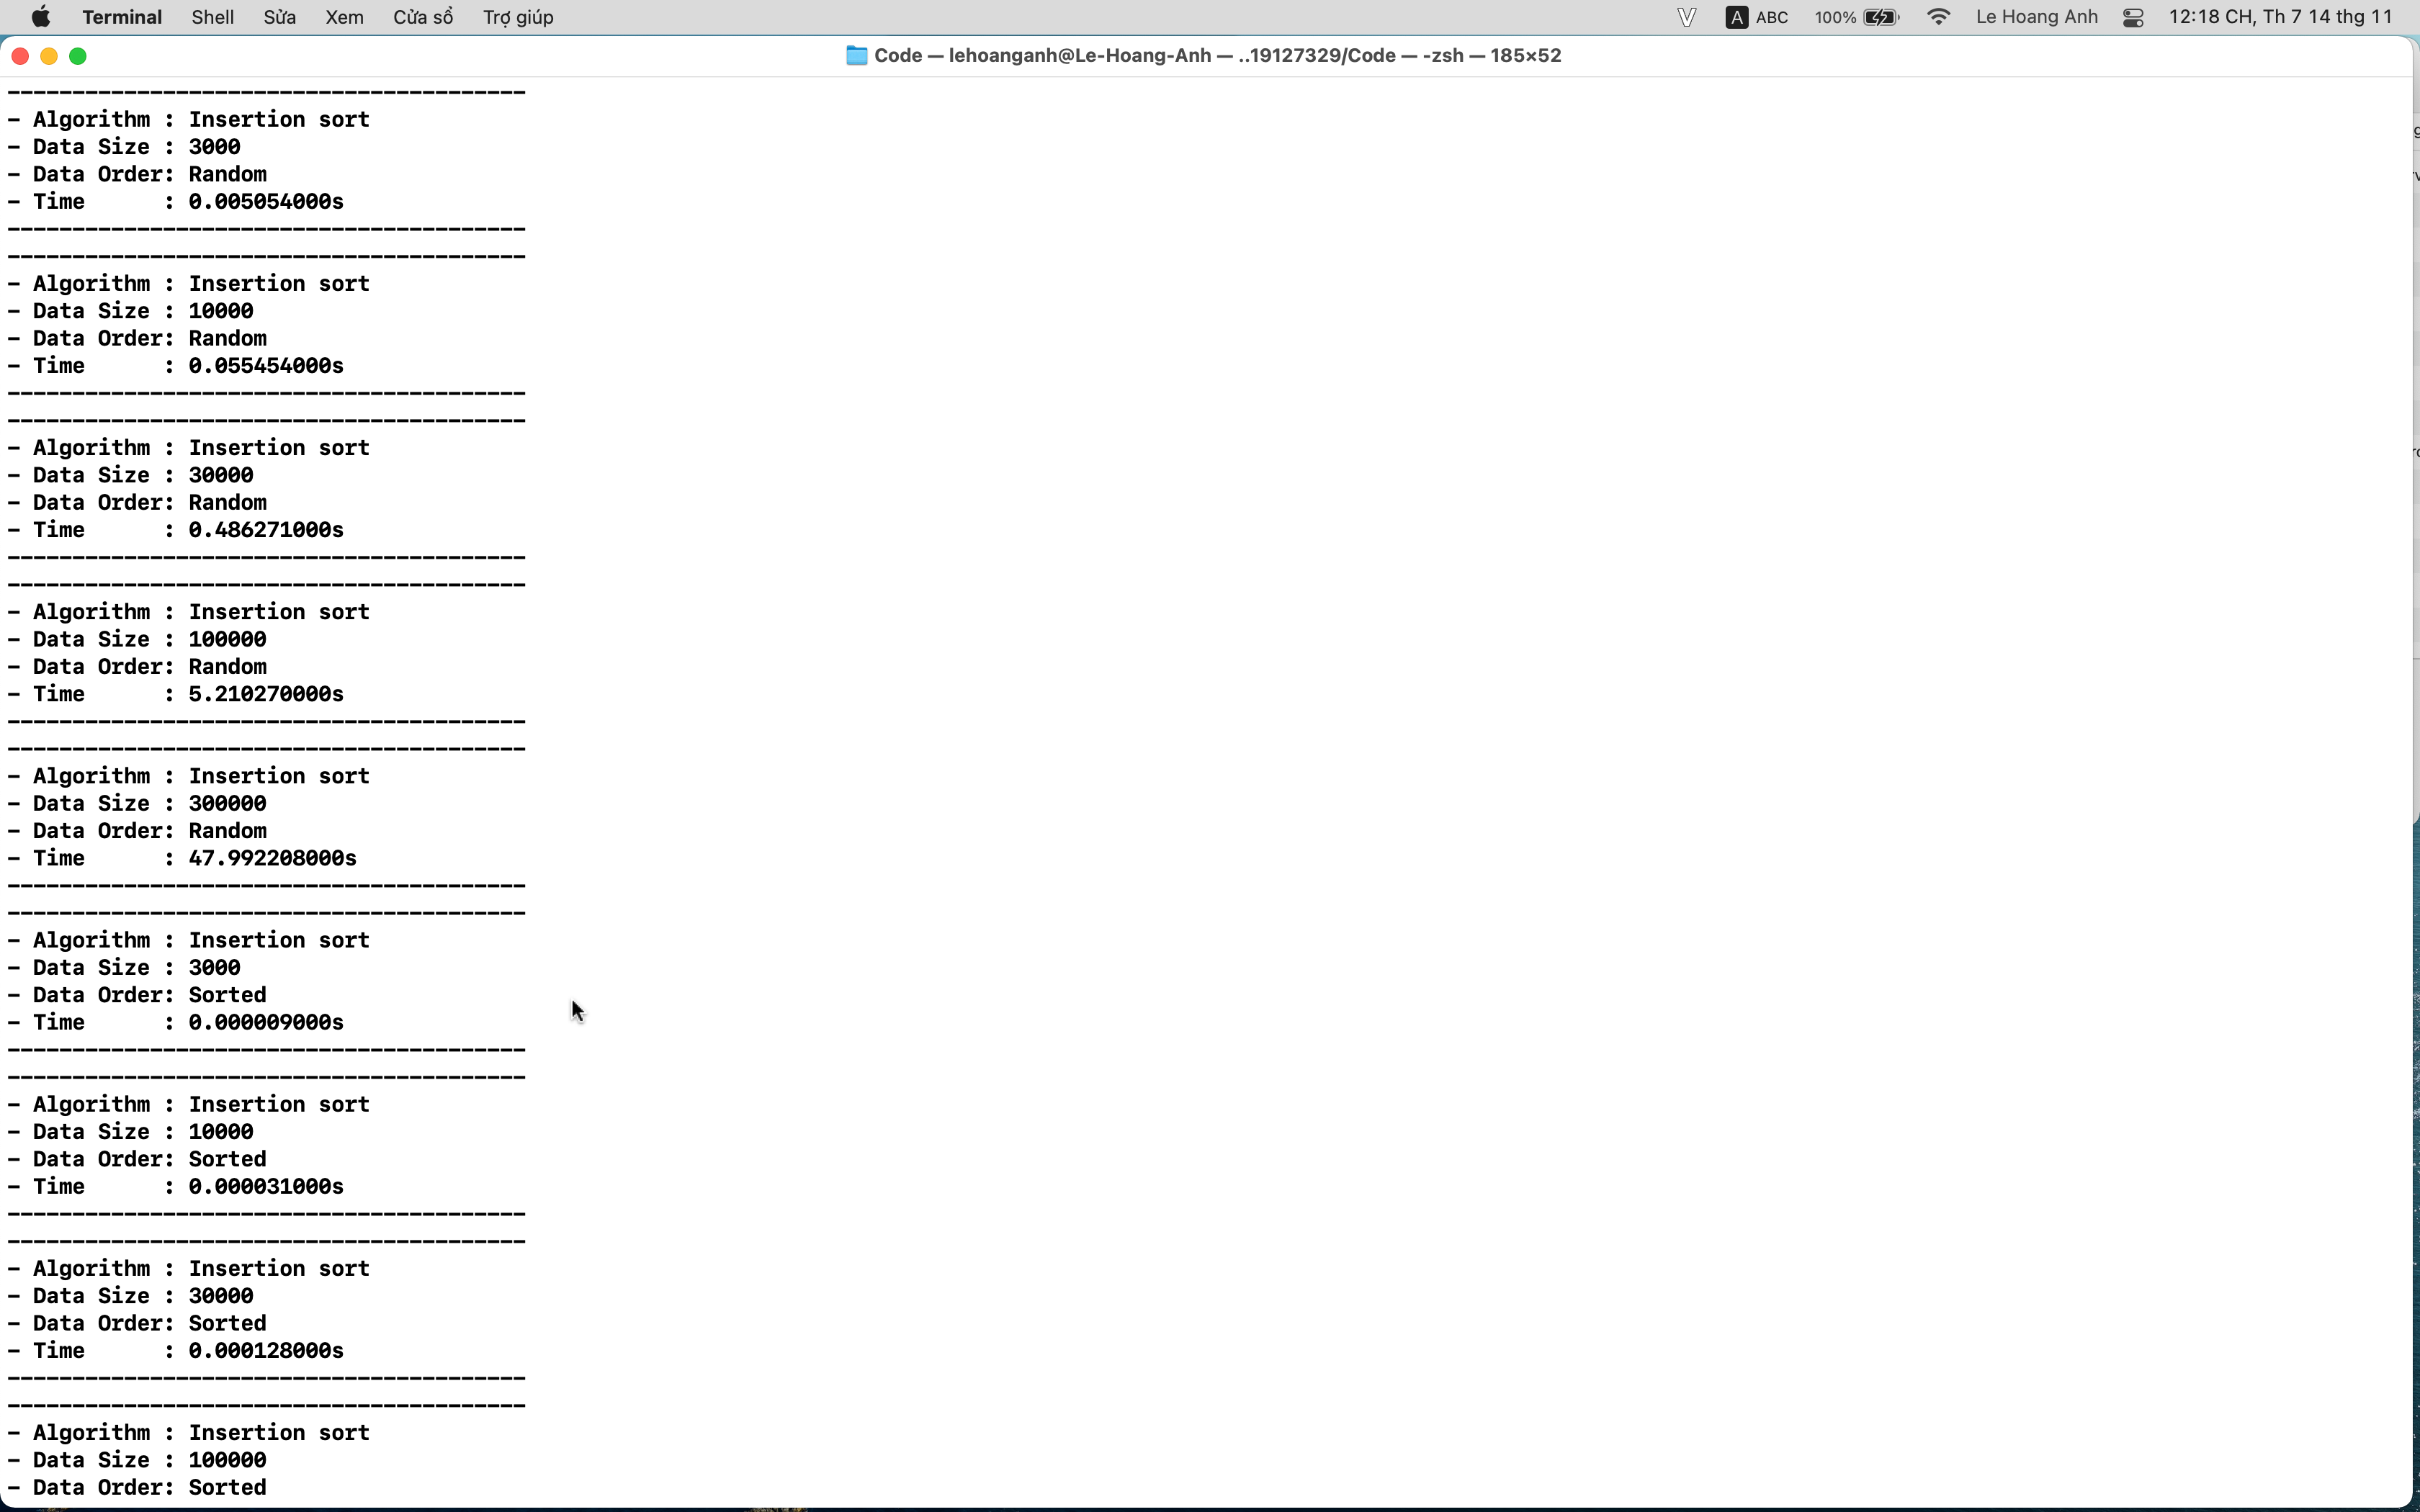 Terminal Shell Sửa Xem Cửa sổ Trợ giúp V A ABC 100% Le Hoang Anh 12:18 CH, Th 7 14 thg 11
Code — lehoanganh@Le-Hoang-Anh — ..19127329/Code — -zsh — 185×52
----------------------------------------
- Algorithm : Insertion sort
- Data Size : 3000
- Data Order: Random
- Time      : 0.005054000s
----------------------------------------
----------------------------------------
- Algorithm : Insertion sort
- Data Size : 10000
- Data Order: Random
- Time      : 0.055454000s
----------------------------------------
----------------------------------------
- Algorithm : Insertion sort
- Data Size : 30000
- Data Order: Random
- Time      : 0.486271000s
----------------------------------------
----------------------------------------
- Algorithm : Insertion sort
- Data Size : 100000
- Data Order: Random
- Time      : 5.210270000s
----------------------------------------
----------------------------------------
- Algorithm : Insertion sort
- Data Size : 300000
- Data Order: Random
- Time      : 47.992208000s
----------------------------------------
----------------------------------------
- Algorithm : Insertion sort
- Data Size : 3000
- Data Order: Sorted
- Time      : 0.000009000s
----------------------------------------
----------------------------------------
- Algorithm : Insertion sort
- Data Size : 10000
- Data Order: Sorted
- Time      : 0.000031000s
----------------------------------------
----------------------------------------
- Algorithm : Insertion sort
- Data Size : 30000
- Data Order: Sorted
- Time      : 0.000128000s
----------------------------------------
----------------------------------------
- Algorithm : Insertion sort
- Data Size : 100000
- Data Order: Sorted